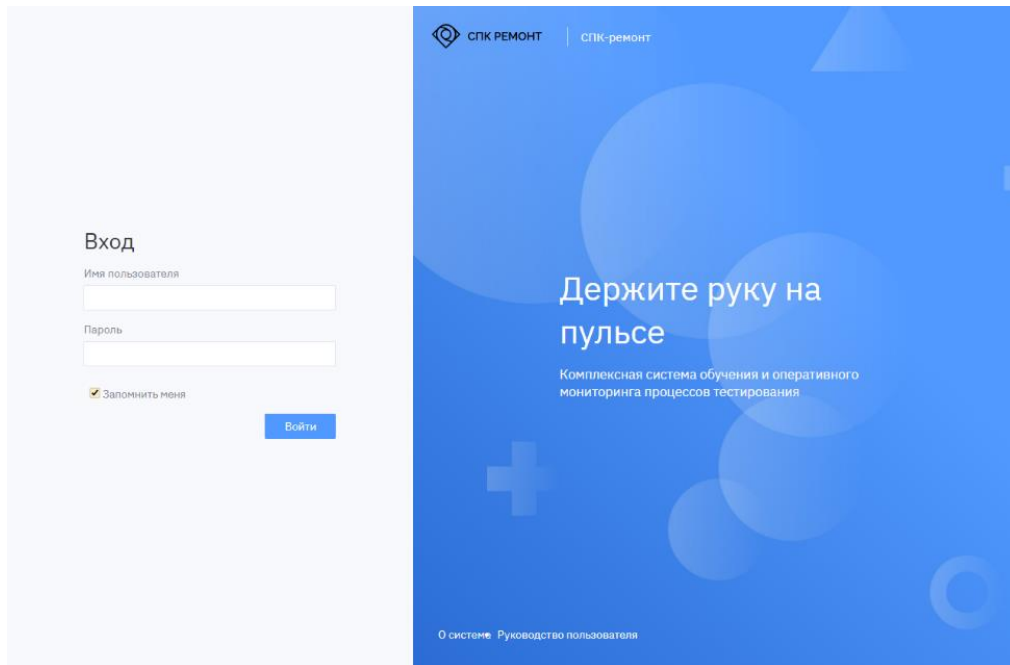 СПК РЕМОНТ
СПК-ремонт
Вход
Имя пользователя
Пароль
Запомнить меня
Войти
Держите руку на
пульсе
Комплексная система обучения и оперативного
мониторинга процессов тестирования
О системе Руководство пользователя